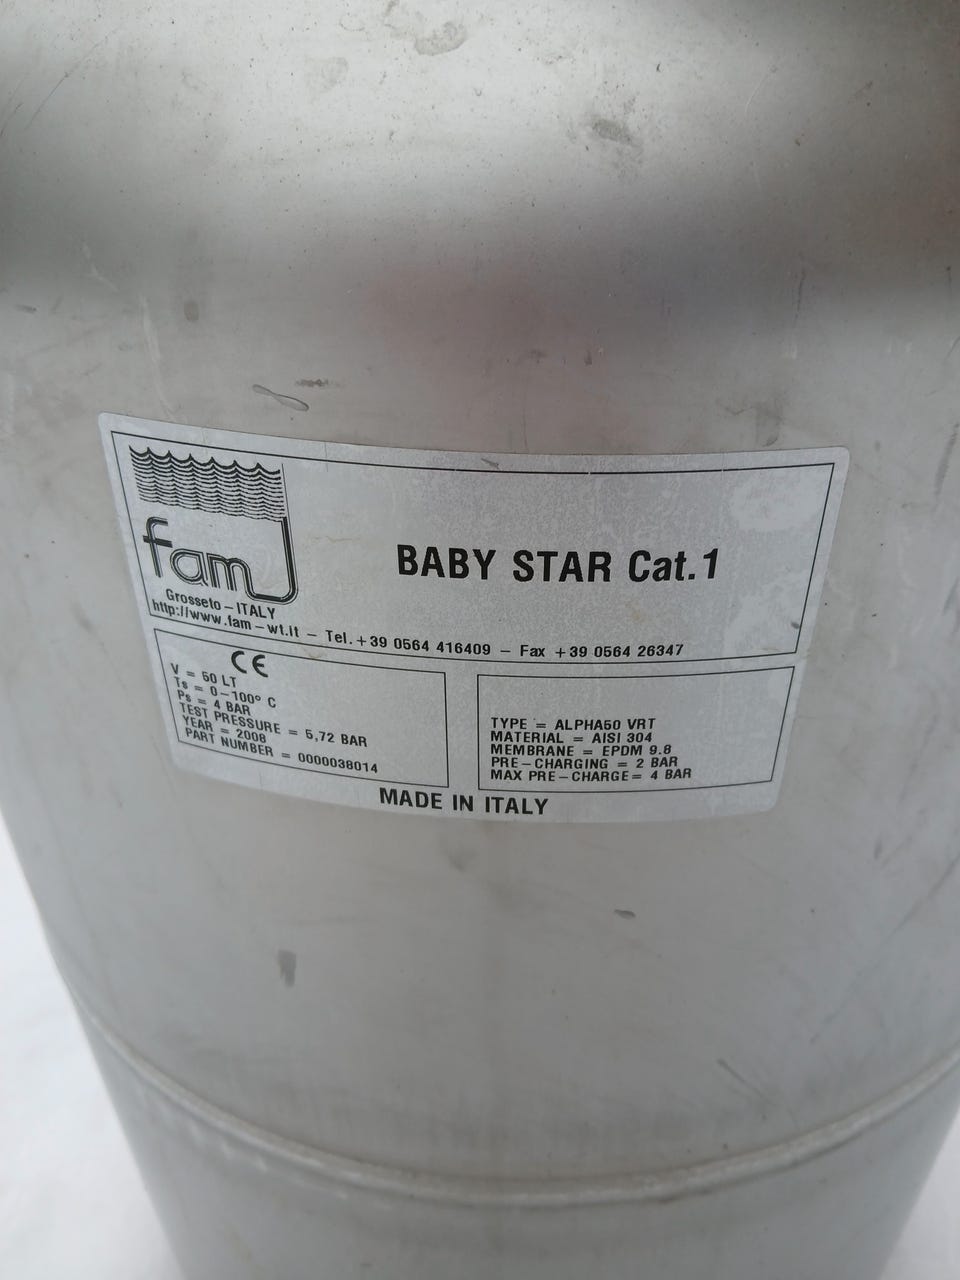 fam
Grosseto – ITALY
http://www.fam-wt.it – Tel. +39 0564 416409 – Fax +39 0564 26347
BABY STAR Cat.1
CE
V = 50 LT
Ts = 0-100° C
Ps = 4 BAR
TEST PRESSURE = 5,72 BAR
YEAR = 2008
PART NUMBER = 0000038014
TYPE = ALPHA50 VRT
MATERIAL = AISI 304
MEMBRANE = EPDM 9.8
PRE-CHARGING = 2 BAR
MAX PRE-CHARGE= 4 BAR
MADE IN ITALY